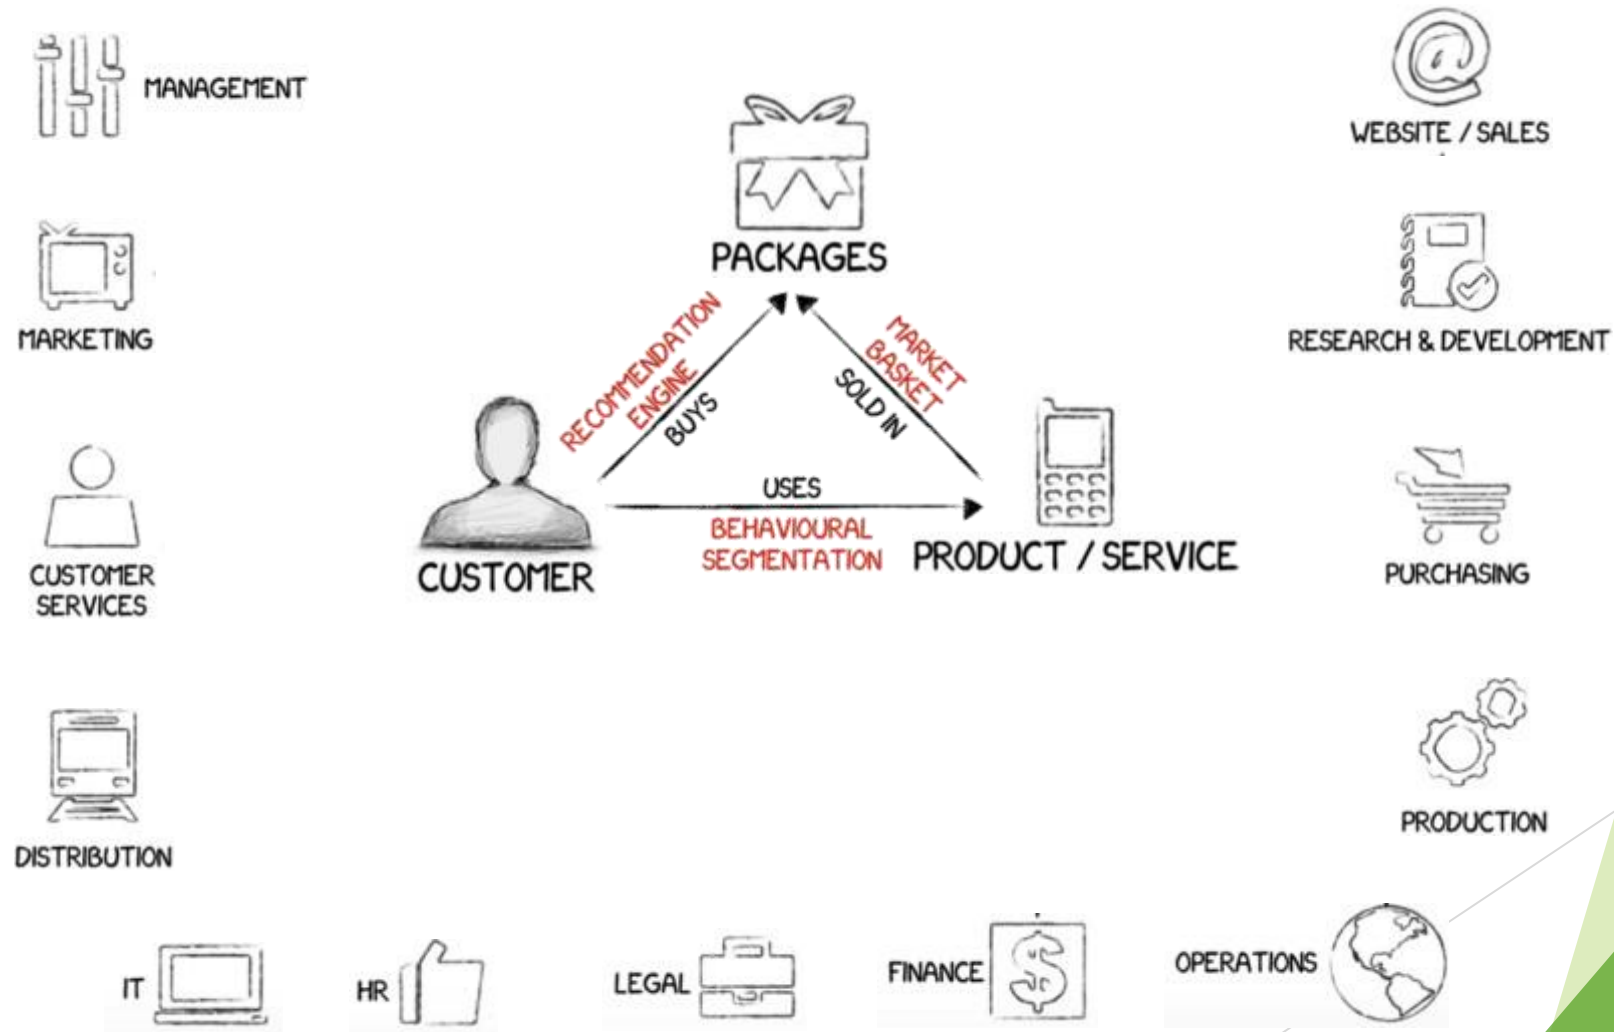 MANAGEMENT
WEBSITE / SALES
PACKAGES
MARKETING
RESEARCH & DEVELOPMENT
RECOMMENDATION
ENGINE
BUYS
MARKET
BASKET
SOLD IN
USES
BEHAVIOURAL
SEGMENTATION
CUSTOMER
PRODUCT / SERVICE
CUSTOMER
SERVICES
PURCHASING
DISTRIBUTION
PRODUCTION
IT
HR
LEGAL
FINANCE
$
OPERATIONS
@